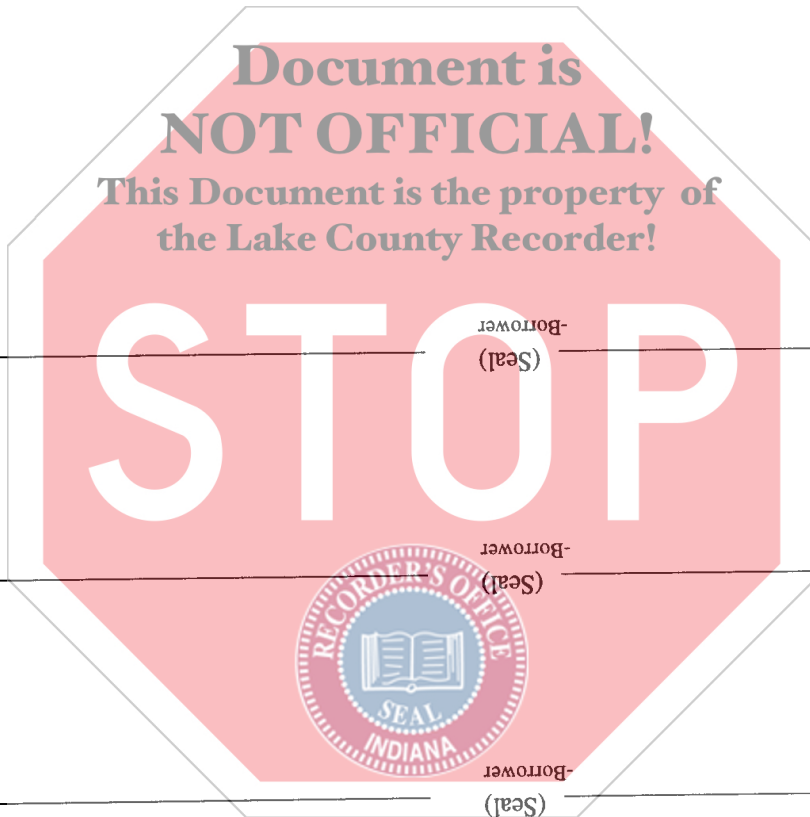 Document is
NOT OFFICIAL!
This Document is the property of
the Lake County Recorder!
STOP
-Borrower
(Seal)
-Borrower
(Seal)
RECORDER'S OFFICE
SEAL
INDIANA
-Borrower
(Seal)